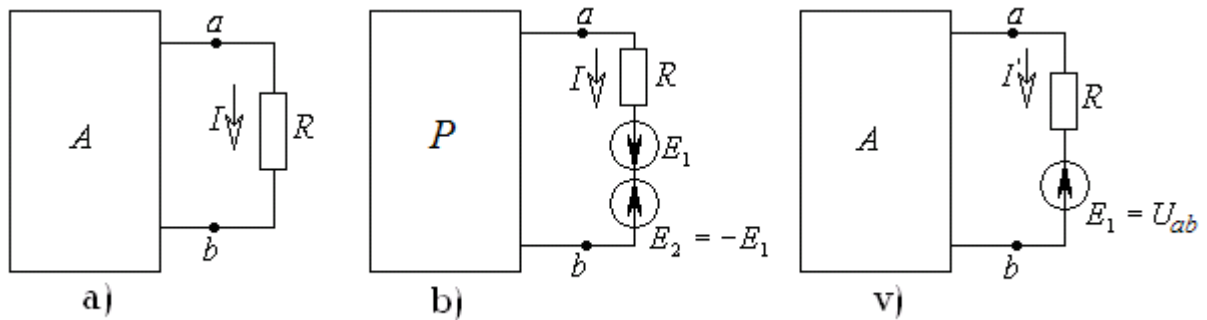 a
A
I
R
b
a)
a
P
I
R
E₁
E₂ = −E₁
b
b)
a
A
I'
R
E₁ = Uab
b
v)